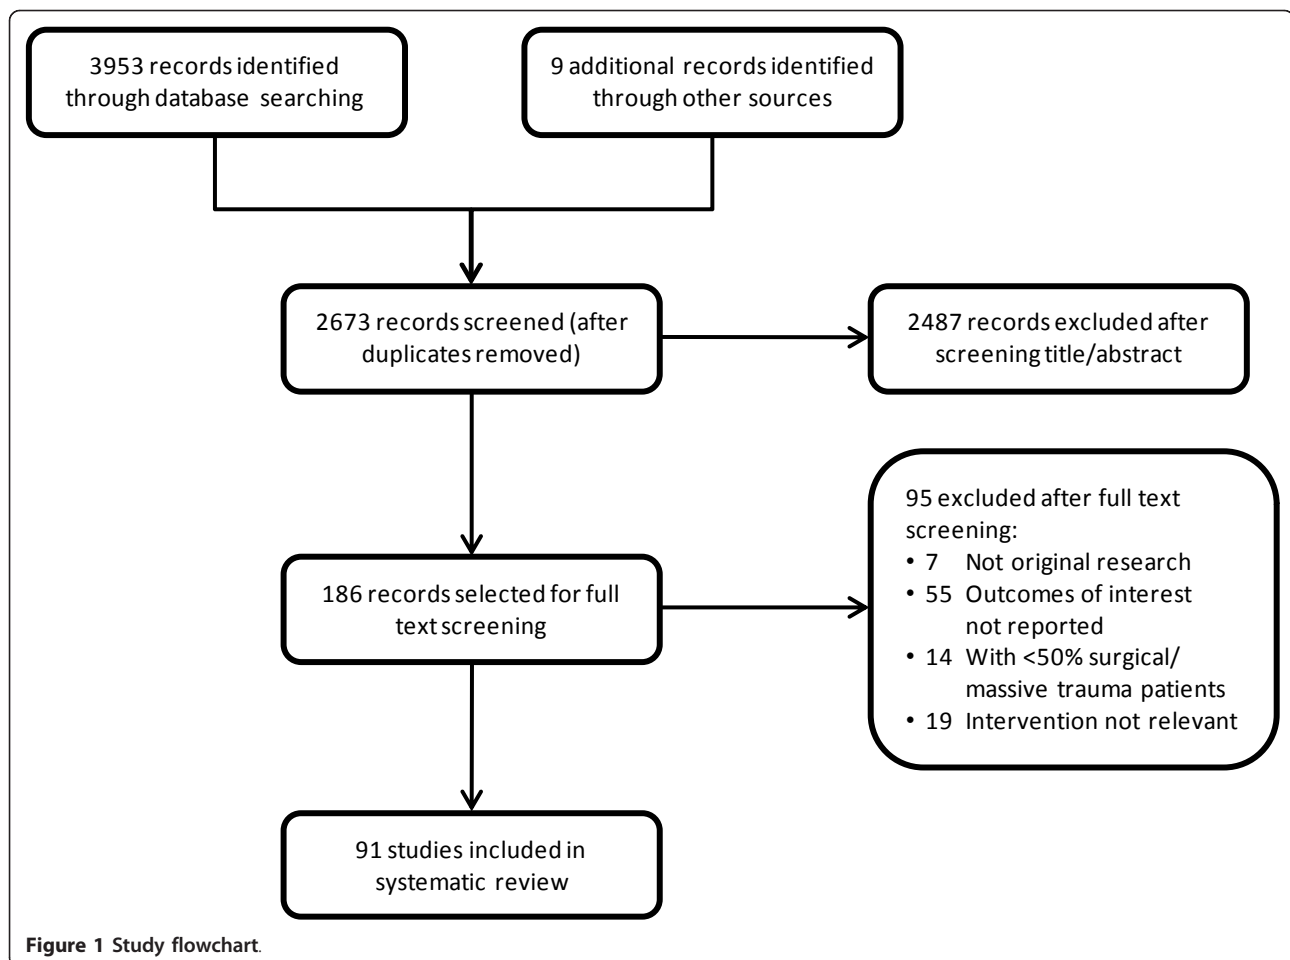 3953 records identified
through database searching
9 additional records identified
through other sources
2673 records screened (after
duplicates removed)
2487 records excluded after
screening title/abstract
186 records selected for full
text screening
95 excluded after full text
screening:
• 7 Not original research
• 55 Outcomes of interest
not reported
• 14 With <50% surgical/
massive trauma patients
• 19 Intervention not relevant
91 studies included in
systematic review
Figure 1 Study flowchart.